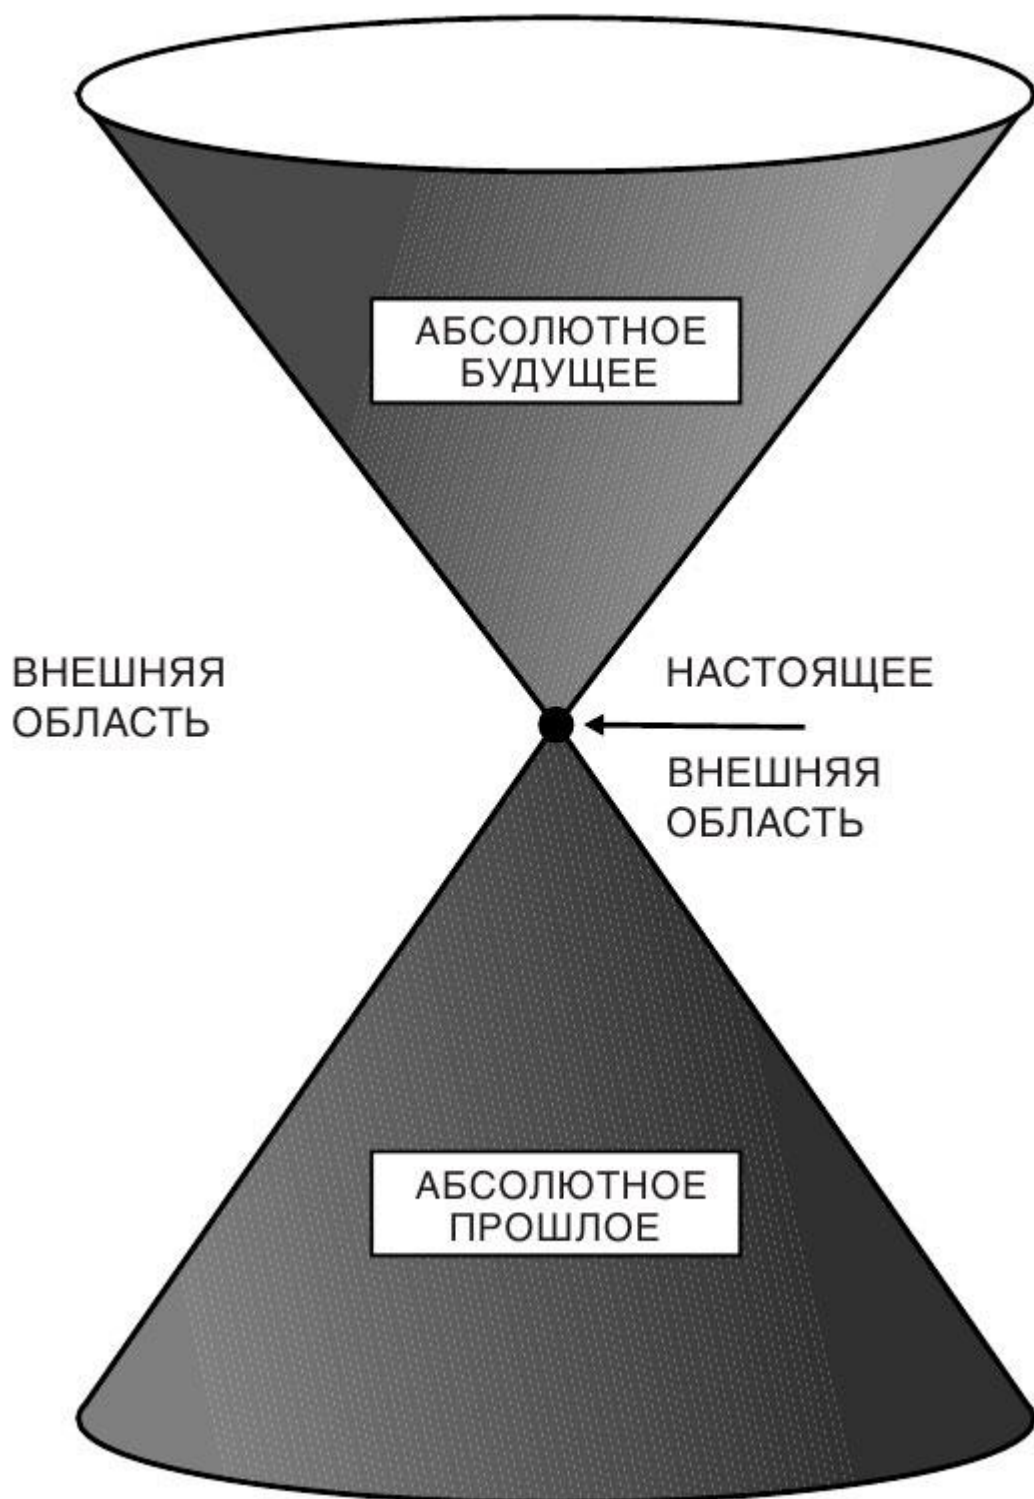 АБСОЛЮТНОЕ
БУДУЩЕЕ
ВНЕШНЯЯ
ОБЛАСТЬ
НАСТОЯЩЕЕ
ВНЕШНЯЯ
ОБЛАСТЬ
АБСОЛЮТНОЕ
ПРОШЛОЕ